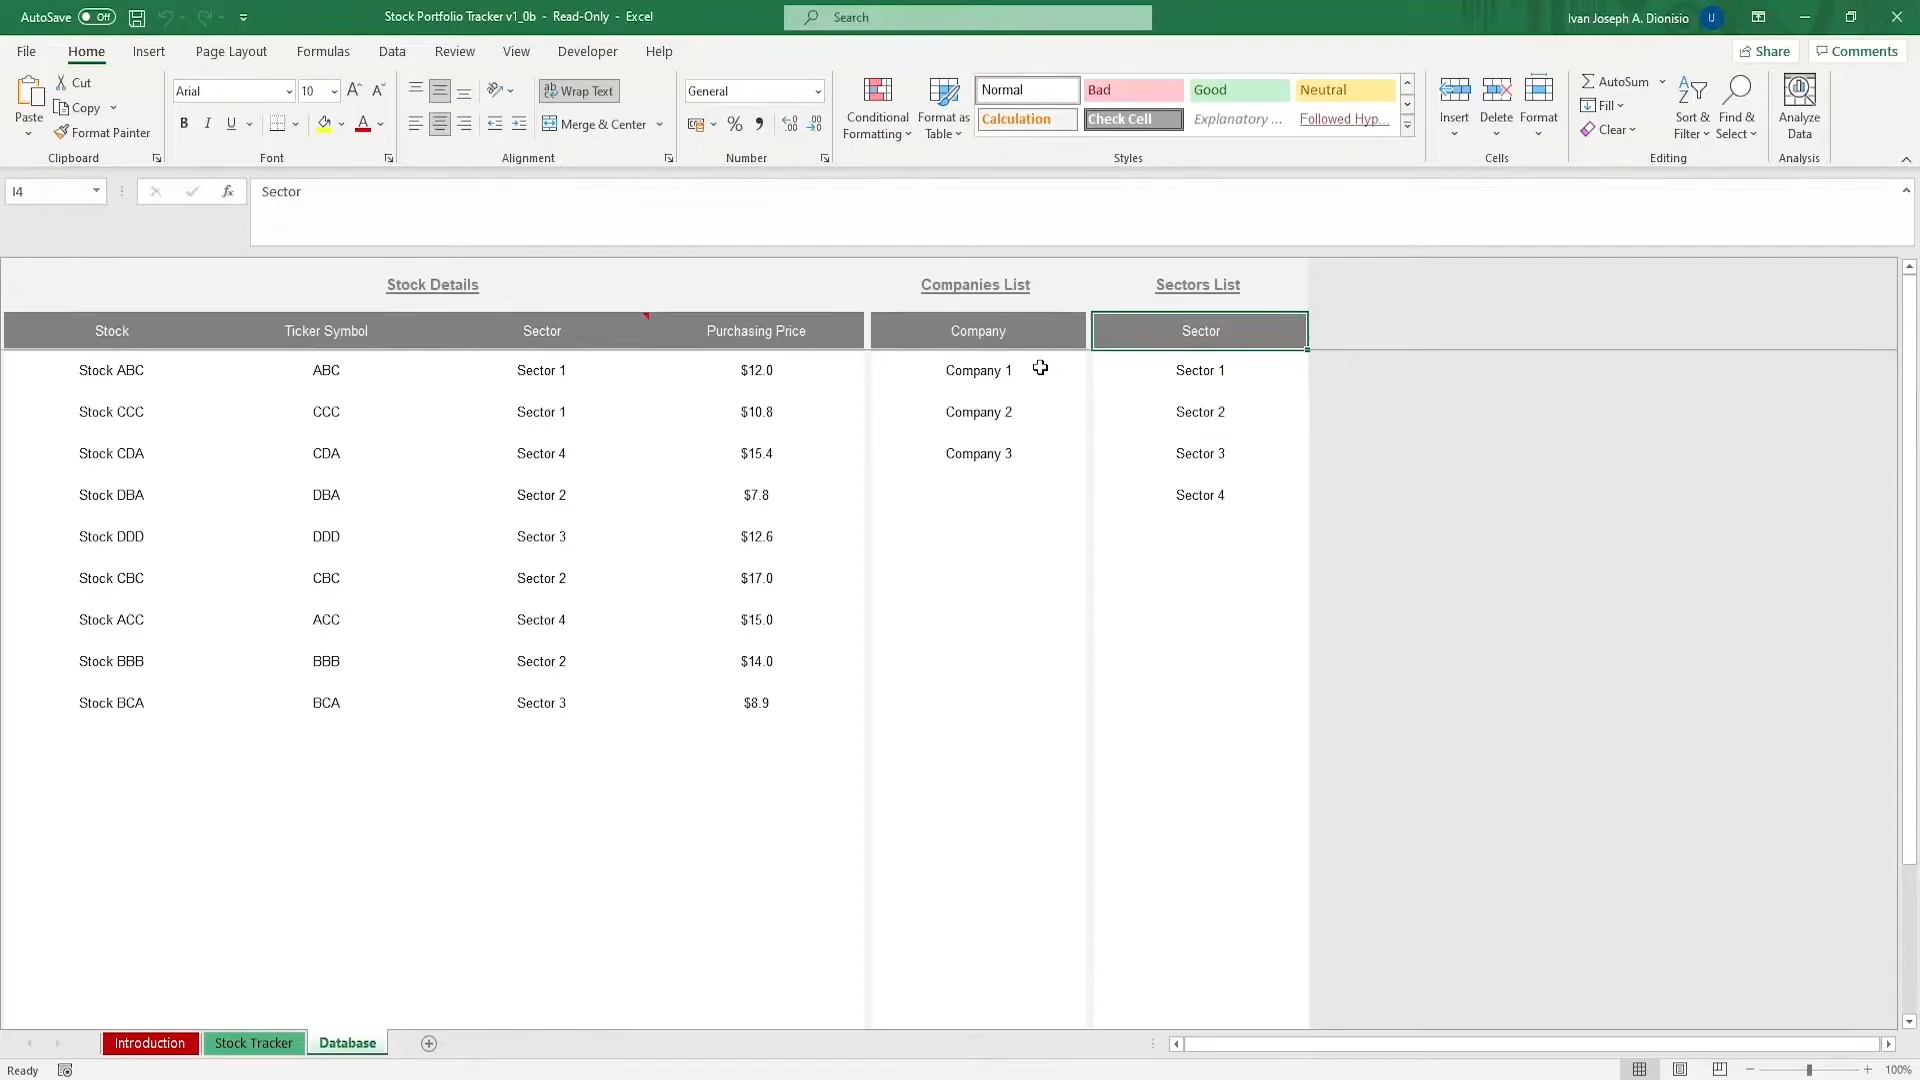 AutoSave Off Stock Portfolio Tracker v1_0b - Read-Only - Excel Search Ivan Joseph A. Dionisio IJ
File Home Insert Page Layout Formulas Data Review View Developer Help Share Comments
Paste Cut Copy Format Painter Clipboard
Arial 10 B I U A Font
Wrap Text Merge & Center Alignment
General % Number
Conditional Formatting Format as Table Normal Bad Good Neutral
Calculation Check Cell Explanatory ... Followed Hyp... Styles
Insert Delete Format Cells
AutoSum Fill Clear Sort & Filter Find & Select Editing
Analyze Data Analysis
I4 fx Sector
Stock Details Companies List Sectors List
Stock Ticker Symbol Sector Purchasing Price Company Sector
Stock ABC ABC Sector 1 $12.0 Company 1 Sector 1
Stock CCC CCC Sector 1 $10.8 Company 2 Sector 2
Stock CDA CDA Sector 4 $15.4 Company 3 Sector 3
Stock DBA DBA Sector 2 $7.8 Sector 4
Stock DDD DDD Sector 3 $12.6
Stock CBC CBC Sector 2 $17.0
Stock ACC ACC Sector 4 $15.0
Stock BBB BBB Sector 2 $14.0
Stock BCA BCA Sector 3 $8.9
Introduction Stock Tracker Database
Ready 100%